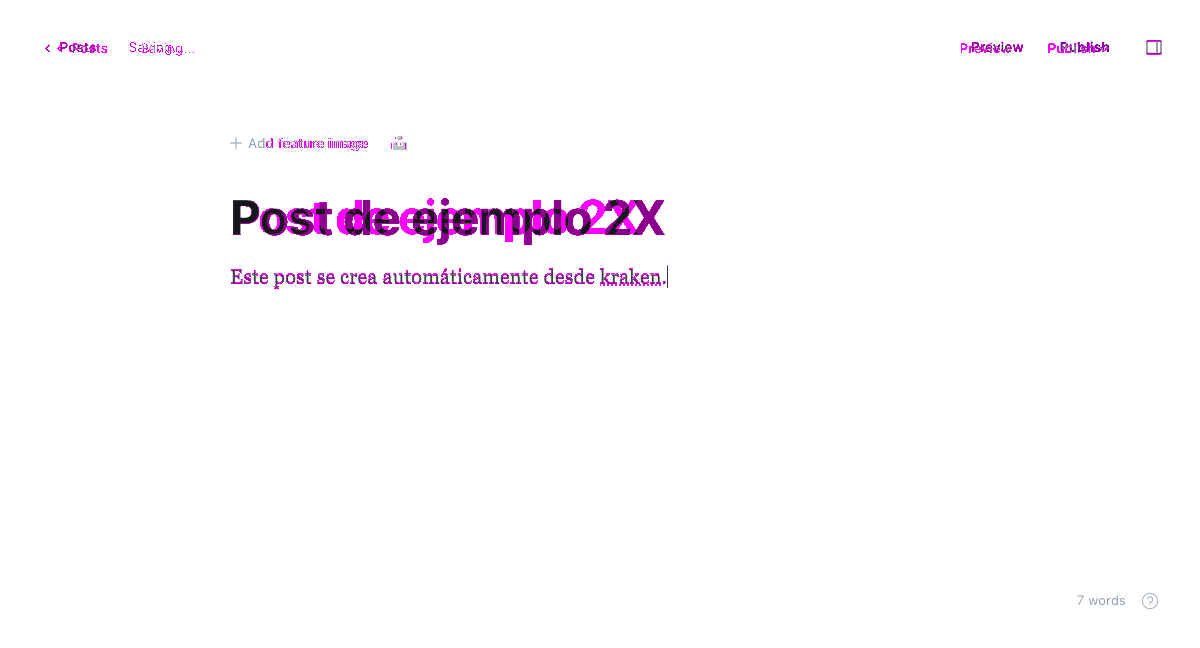 Posts Saving... Preview Publish
Add feature image
Post de ejemplo 2X
Este post se crea automáticamente desde kraken.
7 words
?